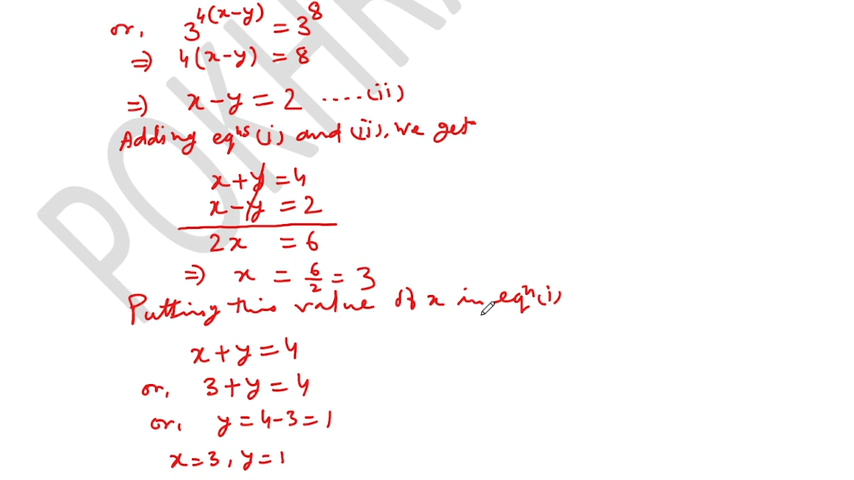 or, 3^4(x-y) = 3^8
⇒ 4(x-y) = 8
⇒ x-y = 2 ....(ii)
Adding eqns (i) and (ii), we get
x+y = 4
x-y = 2
2x = 6
⇒ x = 6/2 = 3
Putting this value of x in eqn (i)
x+y = 4
or, 3+y = 4
or, y = 4-3 = 1
x=3, y=1